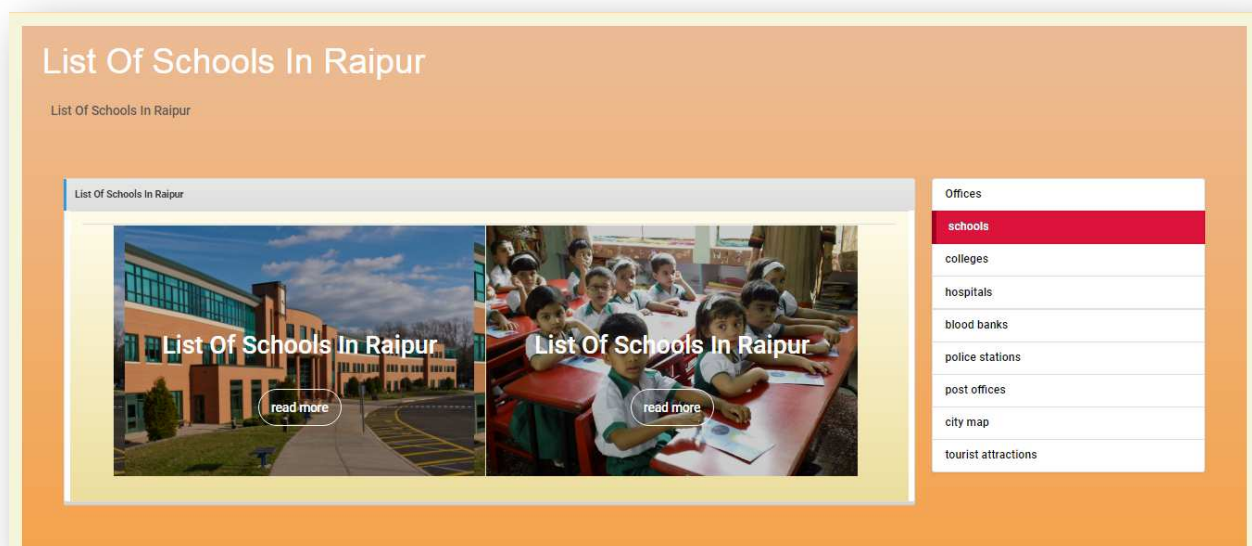 List Of Schools In Raipur
List Of Schools In Raipur
List Of Schools In Raipur
List Of Schools In Raipur
read more
List Of Schools In Raipur
read more
Offices
schools
colleges
hospitals
blood banks
police stations
post offices
city map
tourist attractions